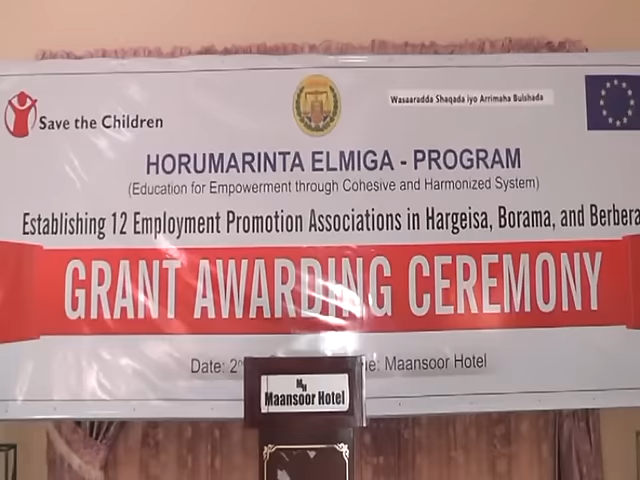 Save the Children
Wasaaradda Shaqada iyo Arrimaha Bulshada
HORUMARINTA ELMIGA - PROGRAM
(Education for Empowerment through Cohesive and Harmonized System)
Establishing 12 Employment Promotion Associations in Hargeisa, Borama, and Berbera
GRANT AWARDING CEREMONY
Date: 2 : Maansoor Hotel
MH
Maansoor Hotel